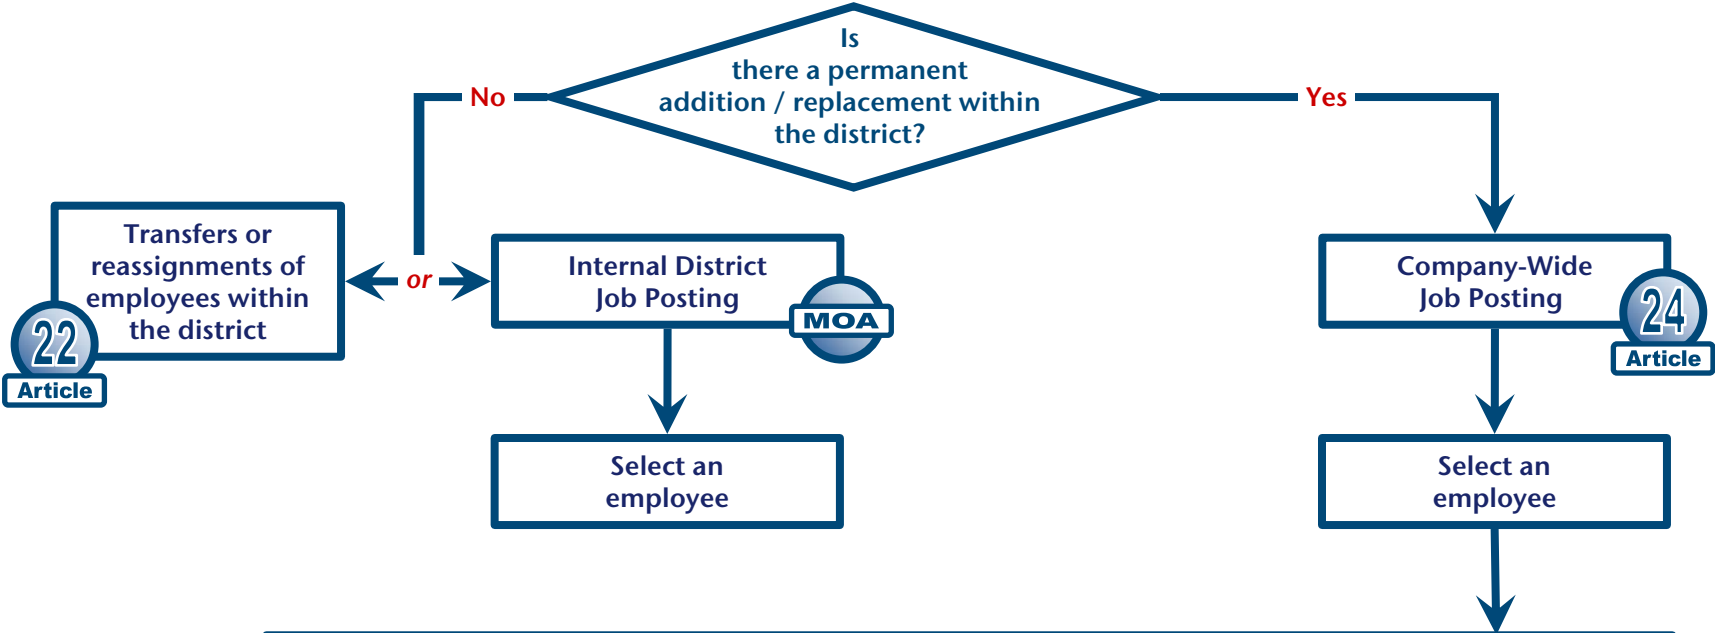 Is
there a permanent
addition / replacement within
the district?
No
Yes
Transfers or
reassignments of
employees within
the district
22
Article
or
Internal District
Job Posting
MOA
Company-Wide
Job Posting
24
Article
Select an
employee
Select an
employee